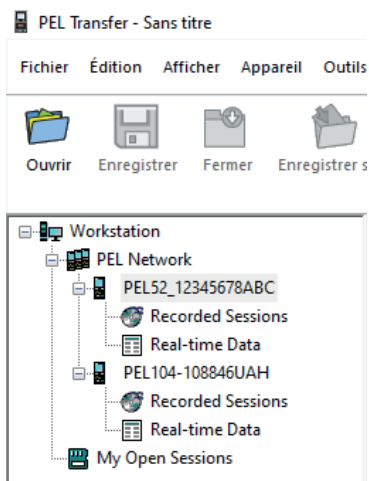 PEL Transfer - Sans titre
Fichier Édition Afficher Appareil Outils
Ouvrir Enregistrer Fermer Enregistrer s
Workstation
PEL Network
PEL52_12345678ABC
Recorded Sessions
Real-time Data
PEL104-108846UAH
Recorded Sessions
Real-time Data
My Open Sessions